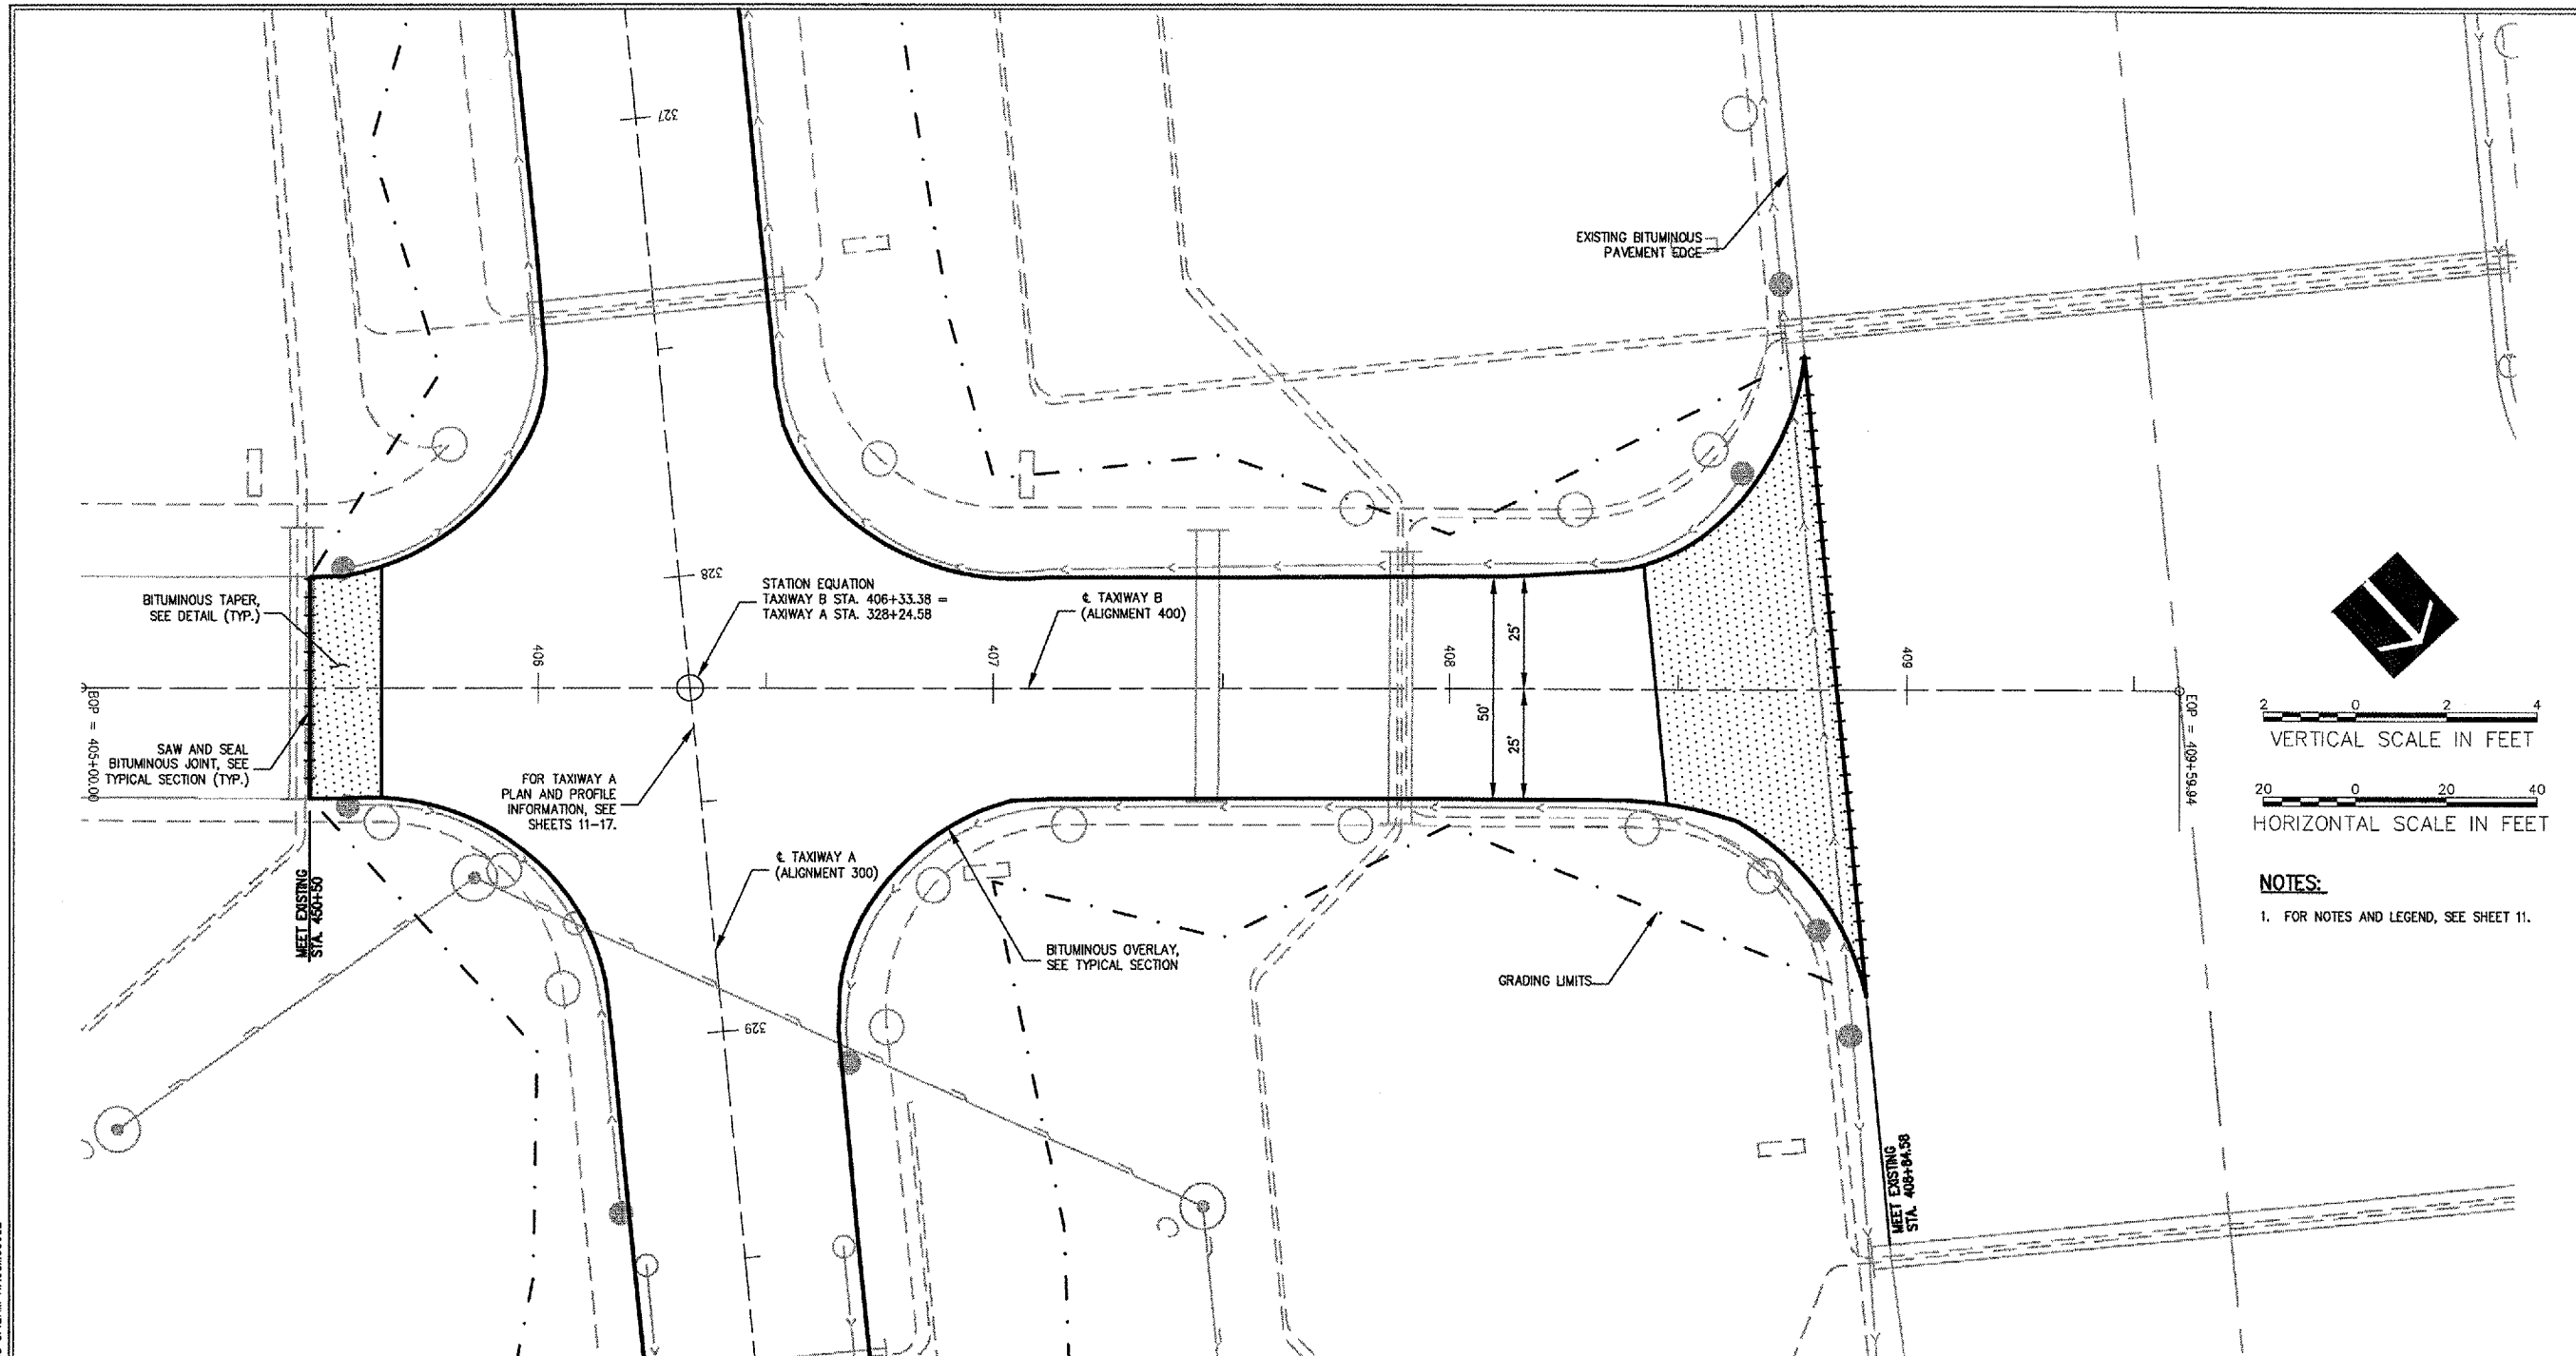 327
EXISTING BITUMINOUS
PAVEMENT EDGE
328
STATION EQUATION
TAXIWAY B STA. 406+33.38 =
TAXIWAY A STA. 328+24.58
℄ TAXIWAY B
(ALIGNMENT 400)
BITUMINOUS TAPER,
SEE DETAIL (TYP.)
25'
50'
25'
406
407
408
409
BOP = 405+00.00
EOP = 409+59.94
SAW AND SEAL
BITUMINOUS JOINT, SEE
TYPICAL SECTION (TYP.)
FOR TAXIWAY A
PLAN AND PROFILE
INFORMATION, SEE
SHEETS 11-17.
℄ TAXIWAY A
(ALIGNMENT 300)
MEET EXISTING
STA. 450+50
BITUMINOUS OVERLAY,
SEE TYPICAL SECTION
GRADING LIMITS
329
MEET EXISTING
STA. 408+84.58
2 0 2 4
VERTICAL SCALE IN FEET
20 0 20 40
HORIZONTAL SCALE IN FEET
NOTES:
1. FOR NOTES AND LEGEND, SEE SHEET 11.